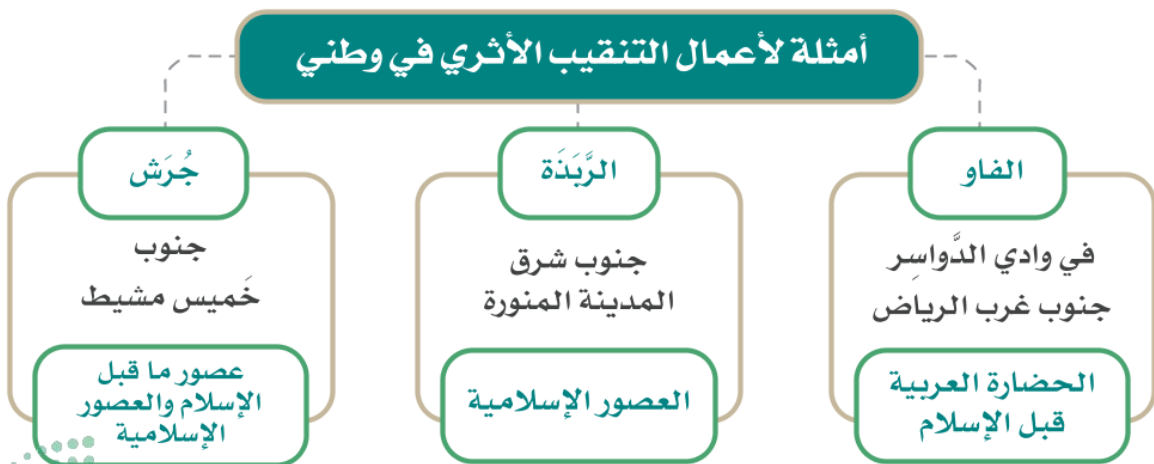 أمثلة لأعمال التنقيب الأثري في وطني
الفاو
في وادي الدَّواسِر
جنوب غرب الرياض
الحضارة العربية
قبل الإسلام
الرَّبَذَة
جنوب شرق
المدينة المنورة
العصور الإسلامية
جُرَش
جنوب
خَميس مشيط
عصور ما قبل
الإسلام والعصور
الإسلامية